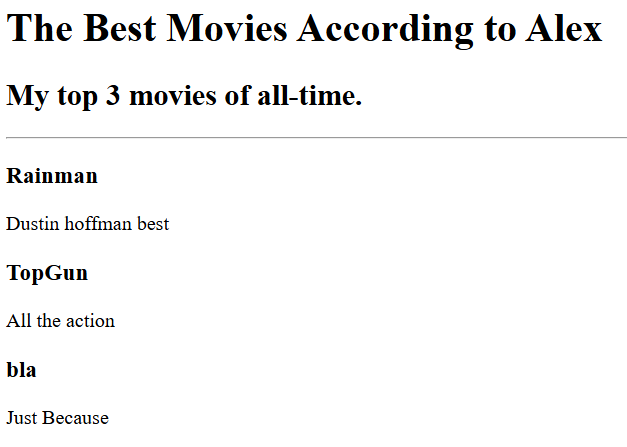 The Best Movies According to Alex
My top 3 movies of all-time.
Rainman
Dustin hoffman best
TopGun
All the action
bla
Just Because